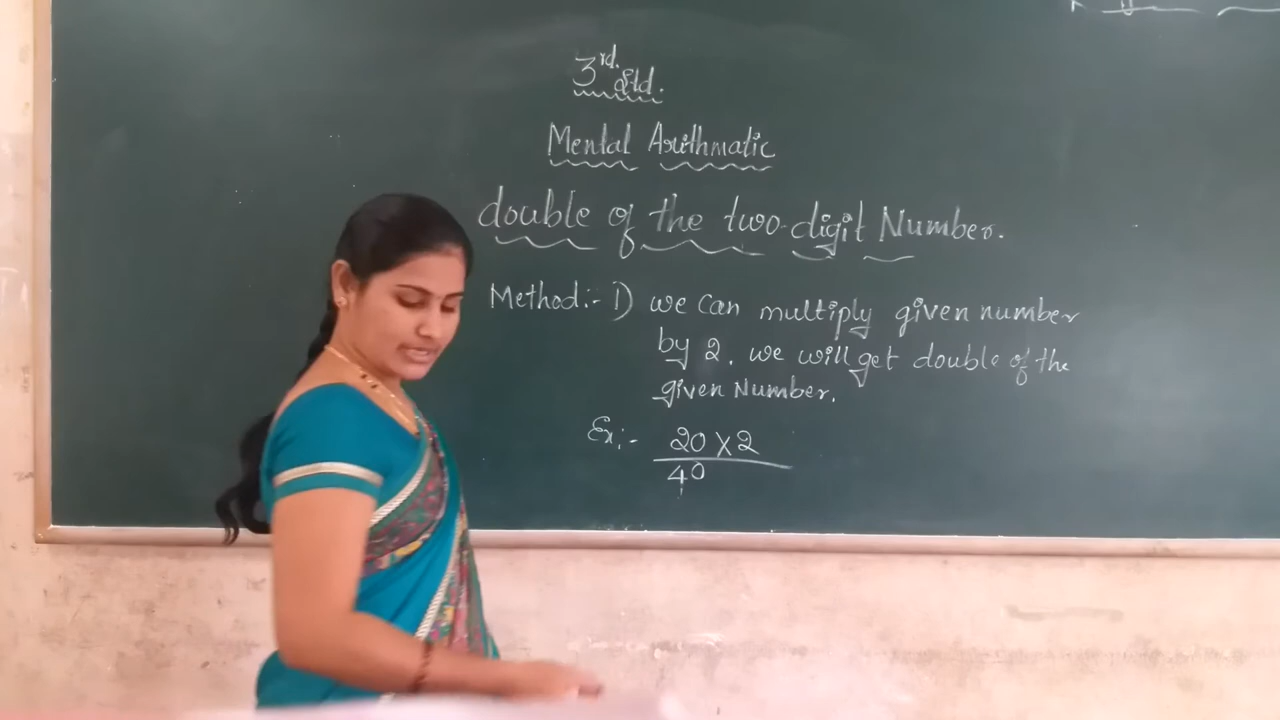 3rd. Std.
Mental Arithmatic
double of the two-digit Number.
Method:- 1) we can multiply given number
by 2. we will get double of the
given Number.
Ex:- 20 X 2
40